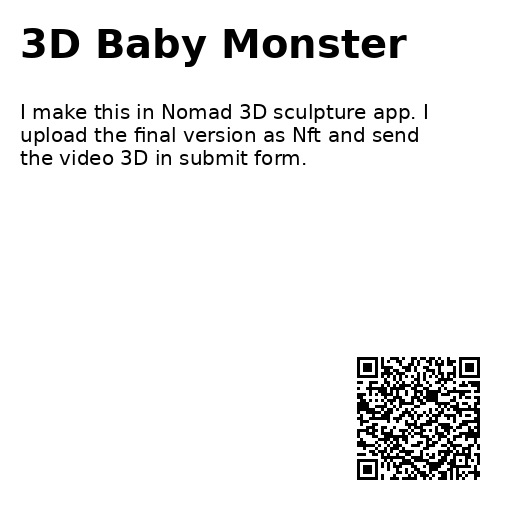 3D Baby Monster
I make this in Nomad 3D sculpture app. I
upload the final version as Nft and send
the video 3D in submit form.